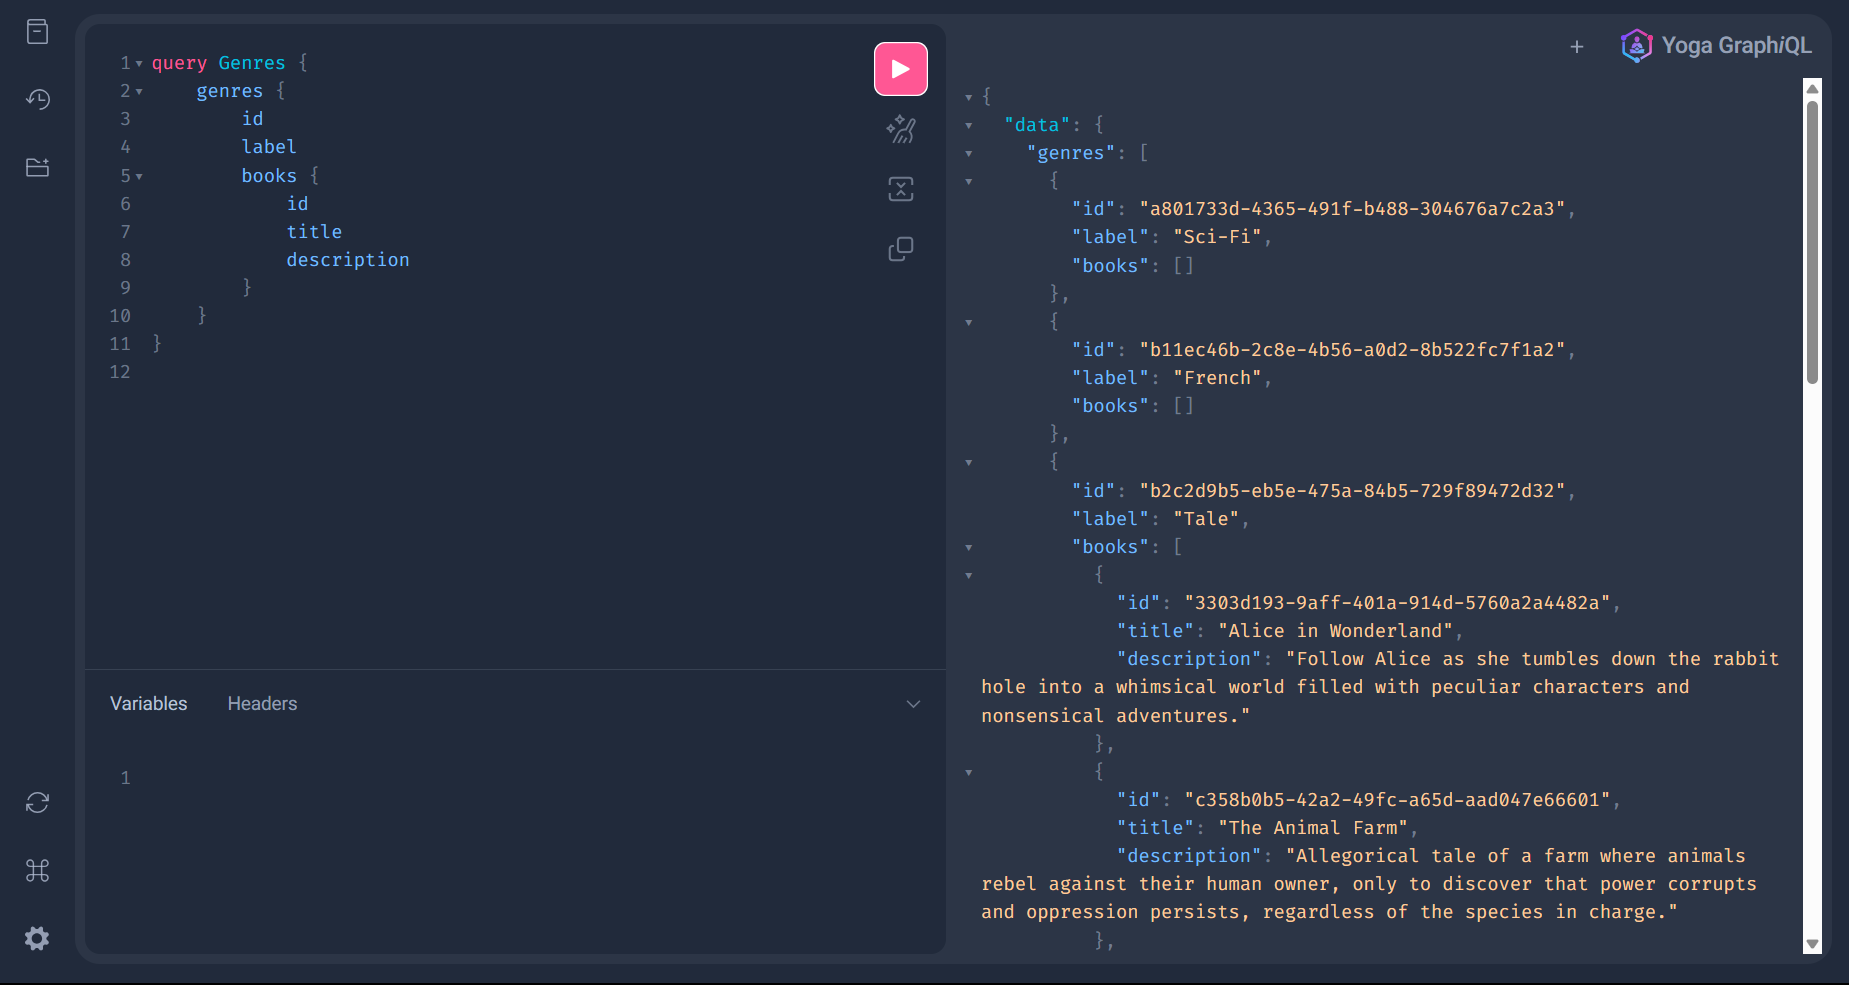 1 query Genres {
2     genres {
3         id
4         label
5         books {
6             id
7             title
8             description
9         }
10     }
11 }
12
Variables Headers
1
+ Yoga GraphiQL
{
  "data": {
    "genres": [
      {
        "id": "a801733d-4365-491f-b488-304676a7c2a3",
        "label": "Sci-Fi",
        "books": []
      },
      {
        "id": "b11ec46b-2c8e-4b56-a0d2-8b522fc7f1a2",
        "label": "French",
        "books": []
      },
      {
        "id": "b2c2d9b5-eb5e-475a-84b5-729f89472d32",
        "label": "Tale",
        "books": [
          {
            "id": "3303d193-9aff-401a-914d-5760a2a4482a",
            "title": "Alice in Wonderland",
            "description": "Follow Alice as she tumbles down the rabbit
hole into a whimsical world filled with peculiar characters and
nonsensical adventures."
          },
          {
            "id": "c358b0b5-42a2-49fc-a65d-aad047e66601",
            "title": "The Animal Farm",
            "description": "Allegorical tale of a farm where animals
rebel against their human owner, only to discover that power corrupts
and oppression persists, regardless of the species in charge."
          },